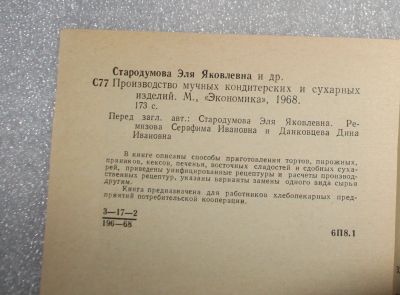 Стародумова Эля Яковлевна и др.
С77 Производство мучных кондитерских и сухарных
изделий. М., «Экономика», 1968.
173 с.
Перед загл. авт.: Стародумова Эля Яковлевна. Ре-
мизова Серафима Ивановна и Данковцева Дина
Ивановна
В книге описаны способы приготовления тортов, пирожных,
пряников, кексов, печенья, восточных сладостей и сдобных суха-
рей, приведены унифицированные рецептуры и расчеты производ-
ственных рецептур, указаны варианты замены одного вида сырья
другим.
Книга предназначена для работников хлебопекарных пред-
приятий потребительской кооперации.
3—17—2
196—68
6П8.1